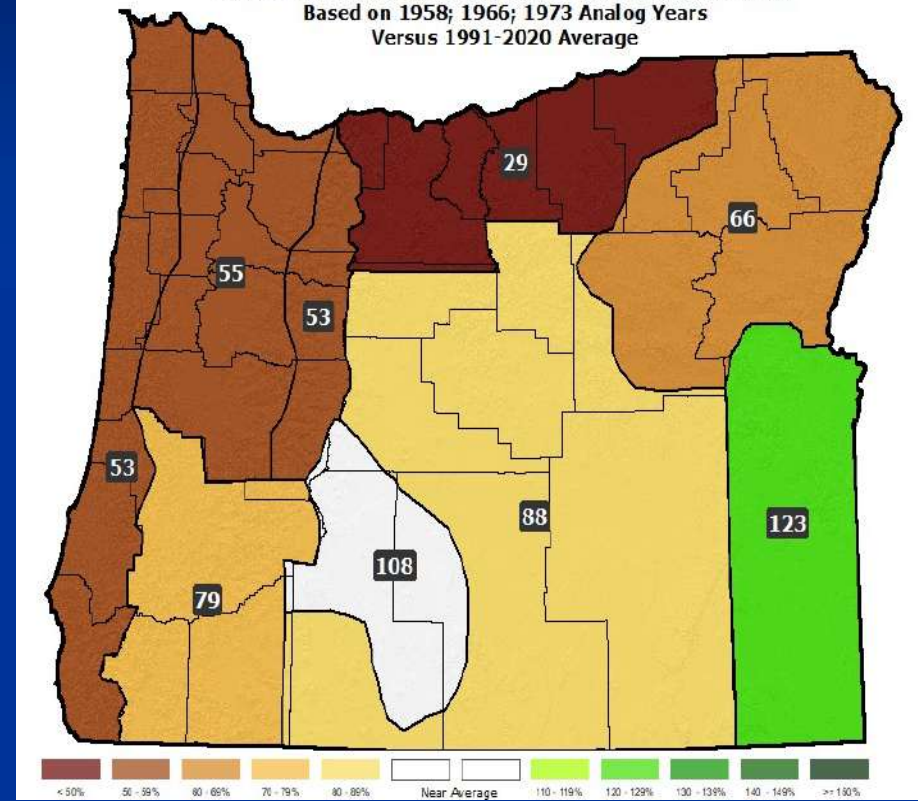 Based on 1958; 1966; 1973 Analog Years
Versus 1991-2020 Average
29
66
55
53
53
88
123
108
79
< 50%
50 - 59%
60 - 69%
70 - 79%
80 - 89%
Near Average
110 - 119%
120 - 129%
130 - 139%
140 - 149%
>= 150%